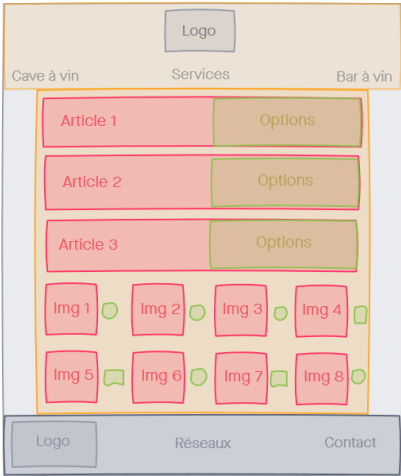 Logo
Cave à vin
Services
Bar à vin
Article 1
Options
Article 2
Options
Article 3
Options
Img 1
Img 2
Img 3
Img 4
Img 5
Img 6
Img 7
Img 8
Logo
Réseaux
Contact